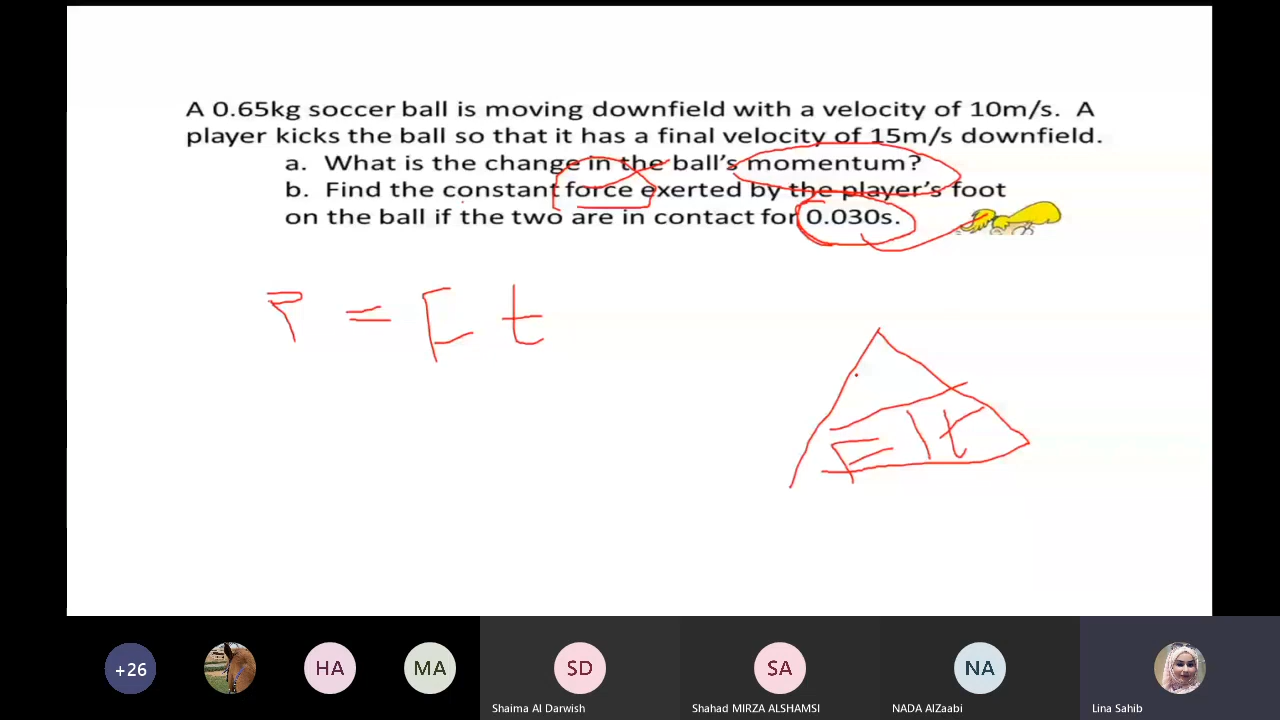 A 0.65kg soccer ball is moving downfield with a velocity of 10m/s. A
player kicks the ball so that it has a final velocity of 15m/s downfield.
a. What is the change in the ball's momentum?
b. Find the constant force exerted by the player's foot
on the ball if the two are in contact for 0.030s.
P = F t
F | t
+26
HA
MA
SD
SA
NA
Shaima Al Darwish
Shahad MIRZA ALSHAMSI
NADA AlZaabi
Lina Sahib